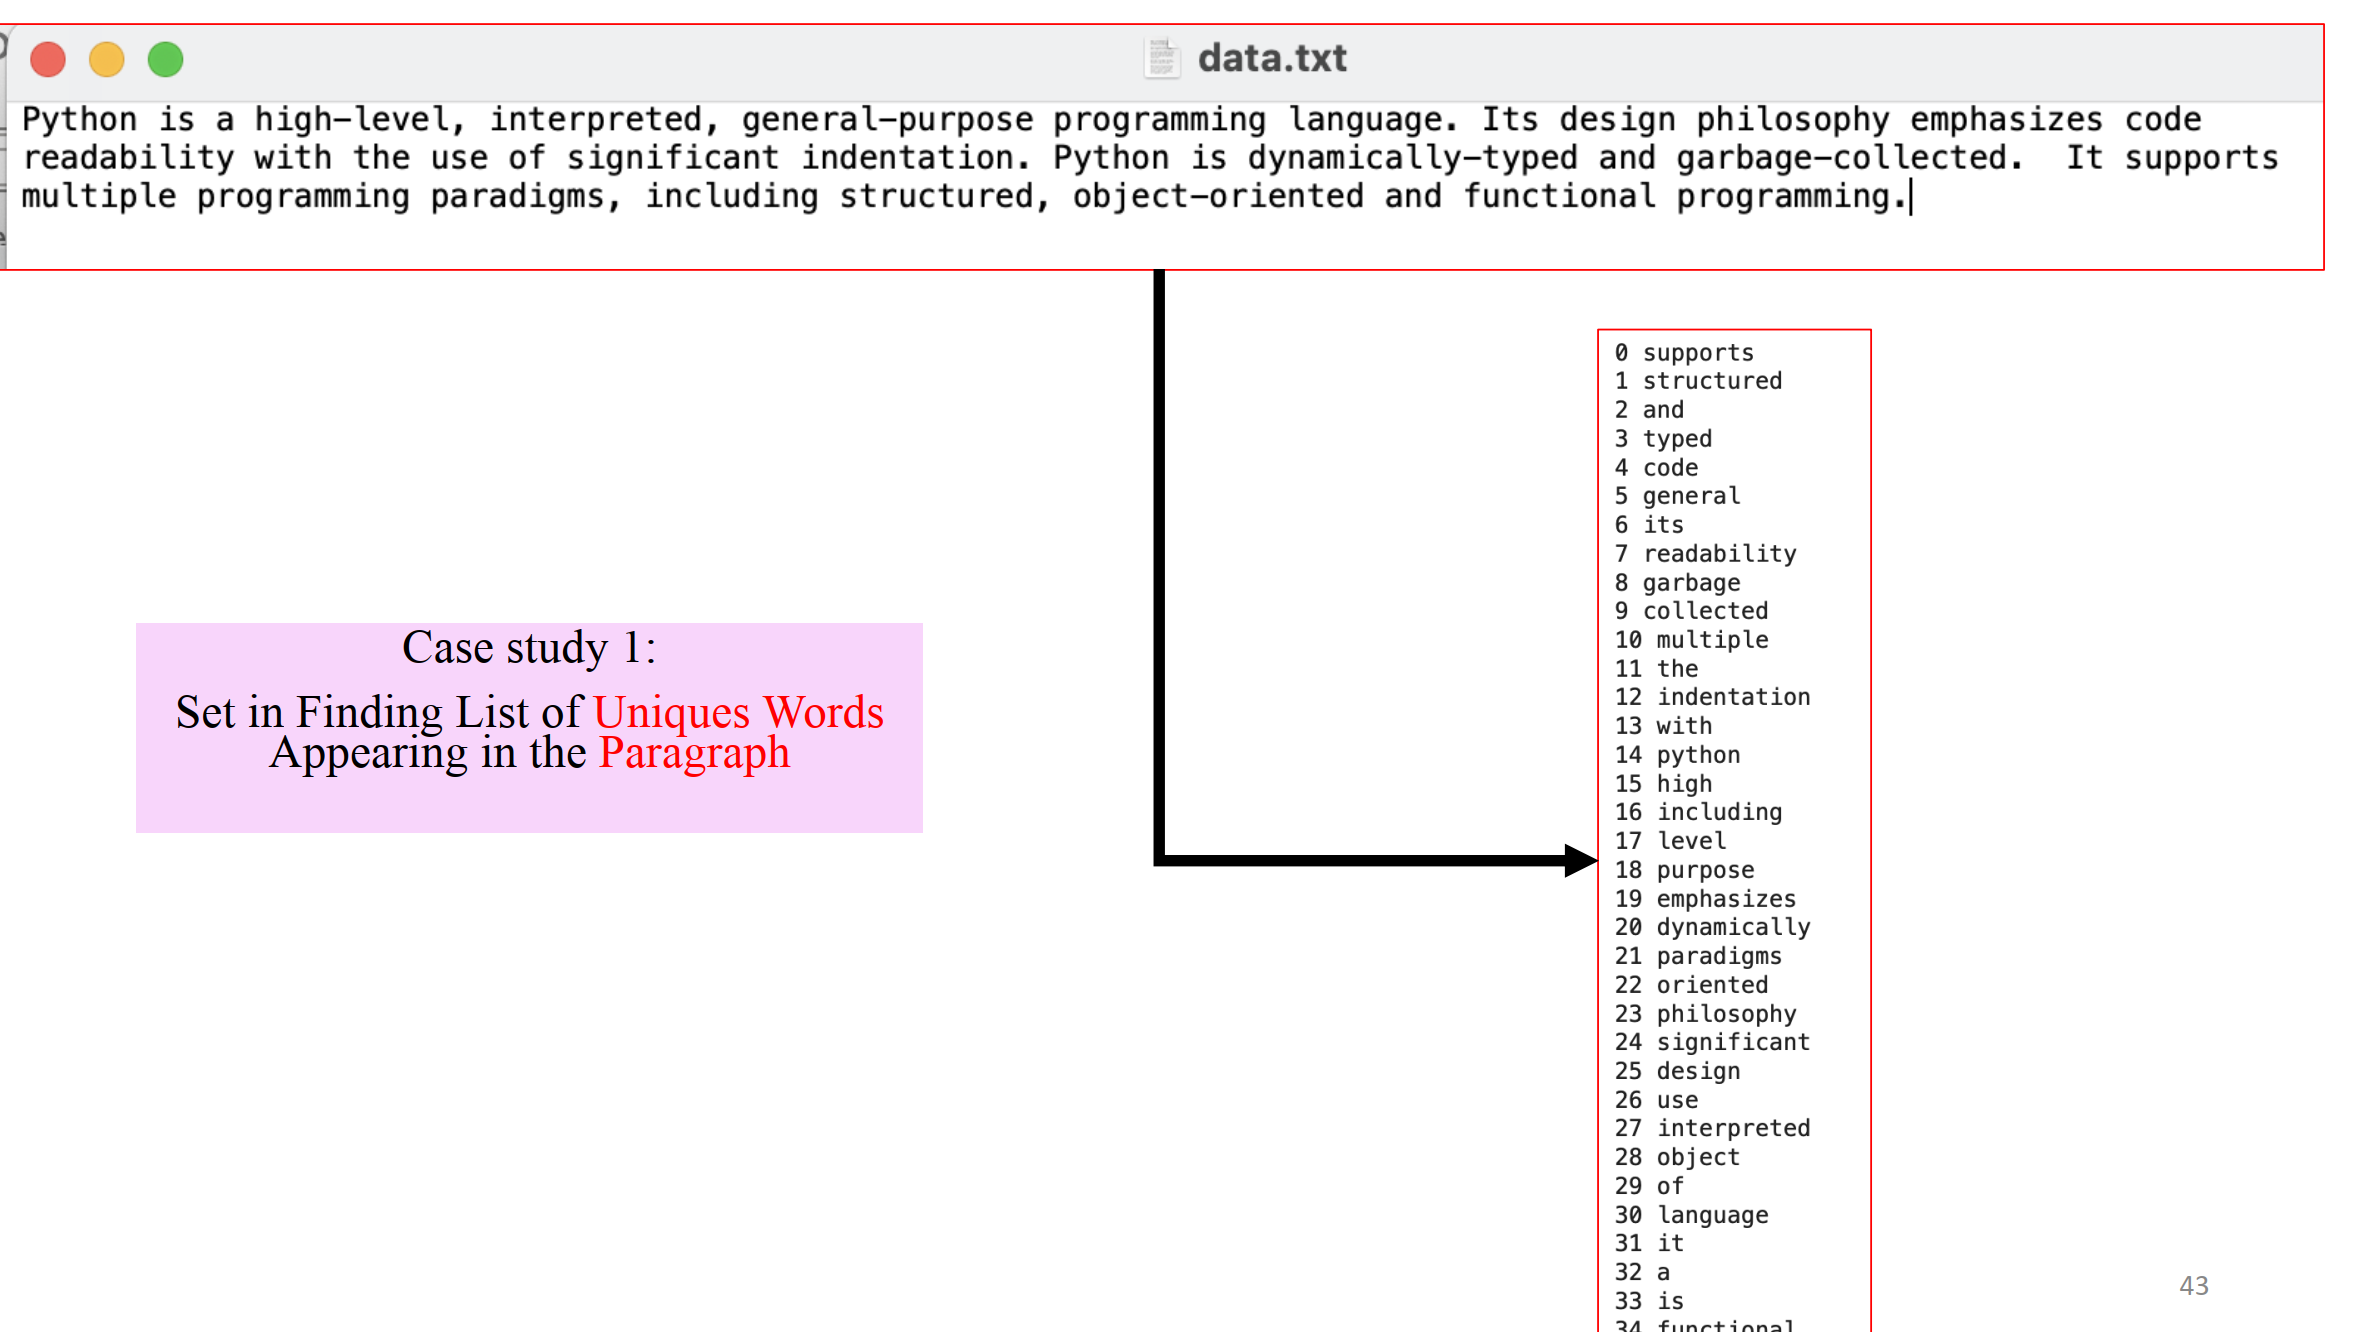 data.txt
Python is a high-level, interpreted, general-purpose programming language. Its design philosophy emphasizes code
readability with the use of significant indentation. Python is dynamically-typed and garbage-collected.  It supports
multiple programming paradigms, including structured, object-oriented and functional programming.
Case study 1:
Set in Finding List of Uniques Words
Appearing in the Paragraph
0 supports
1 structured
2 and
3 typed
4 code
5 general
6 its
7 readability
8 garbage
9 collected
10 multiple
11 the
12 indentation
13 with
14 python
15 high
16 including
17 level
18 purpose
19 emphasizes
20 dynamically
21 paradigms
22 oriented
23 philosophy
24 significant
25 design
26 use
27 interpreted
28 object
29 of
30 language
31 it
32 a
33 is
34 functional
43